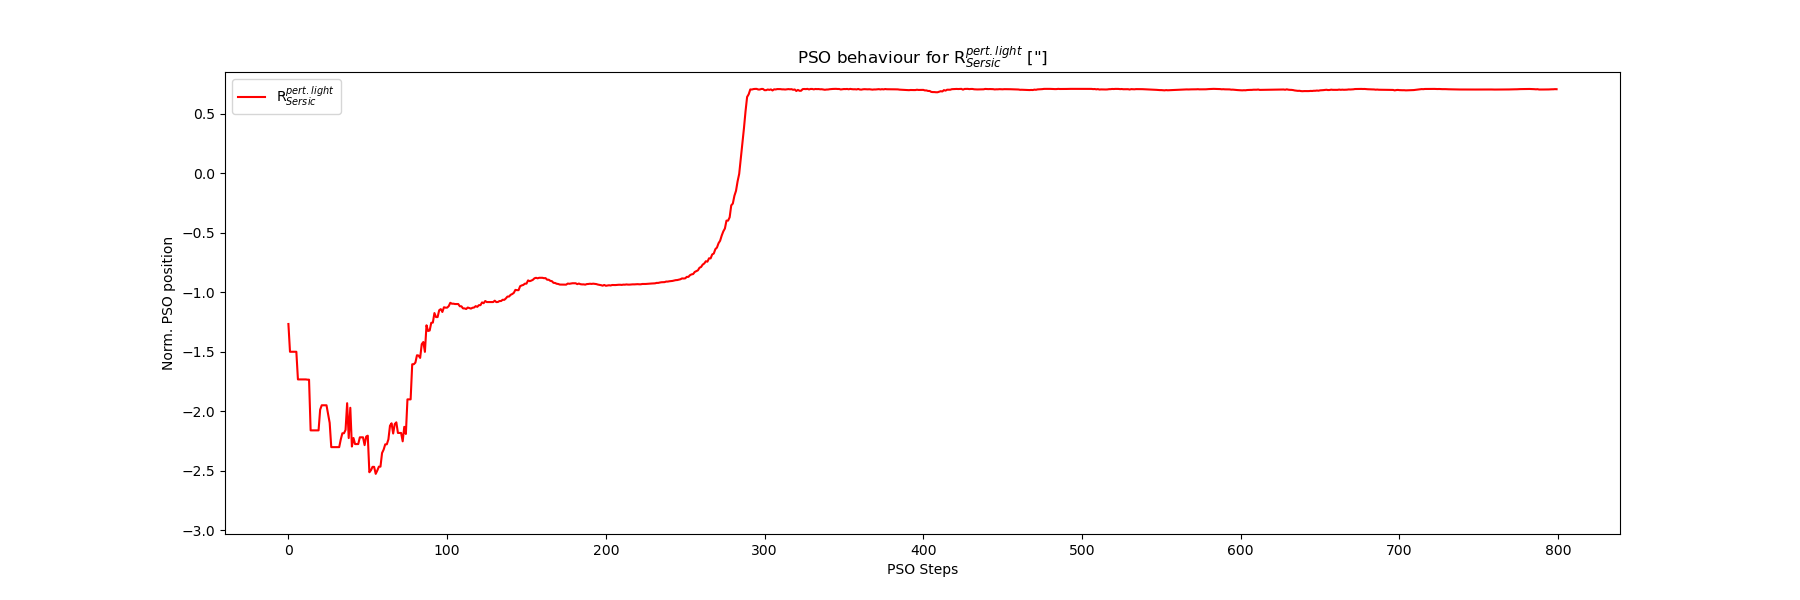 PSO behaviour for R^{pert. light}_{Sersic} ["]
R^{pert. light}_{Sersic}
Norm. PSO position
0.5
0.0
−0.5
−1.0
−1.5
−2.0
−2.5
−3.0
0 100 200 300 400 500 600 700 800
PSO Steps